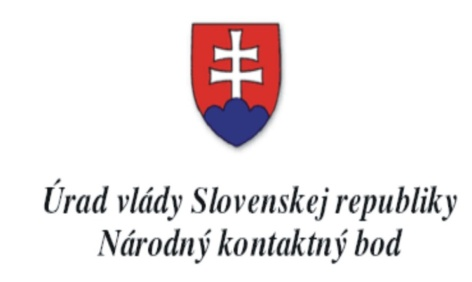 Úrad vlády Slovenskej republiky
Národný kontaktný bod